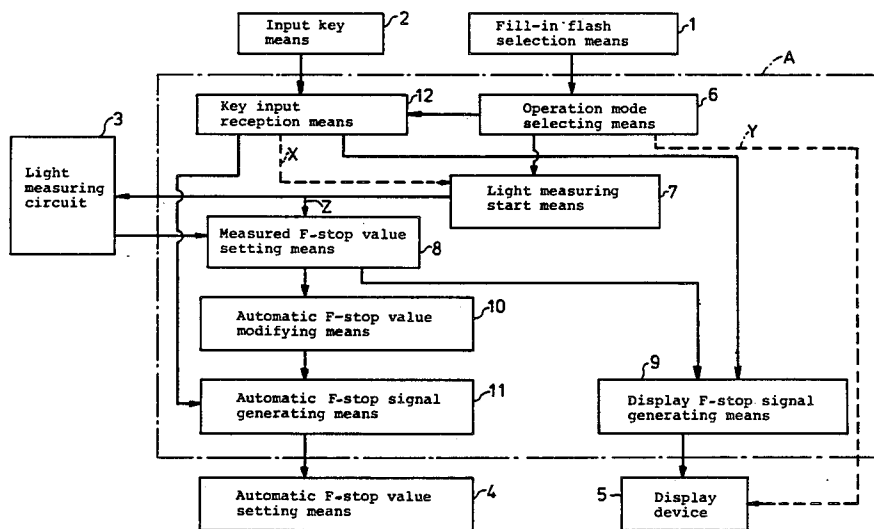 Input key
means
2
Fill-in flash
selection means
1
A
3
Key input
reception means
12
Operation mode
selecting means
6
Y
X
Light
measuring
circuit
Light measuring
start means
7
Z
Measured F-stop value
setting means
8
10
Automatic F-stop value
modifying means
9
Automatic F-stop signal
generating means
11
Display F-stop signal
generating means
Automatic F-stop value
setting means
4
5
Display
device